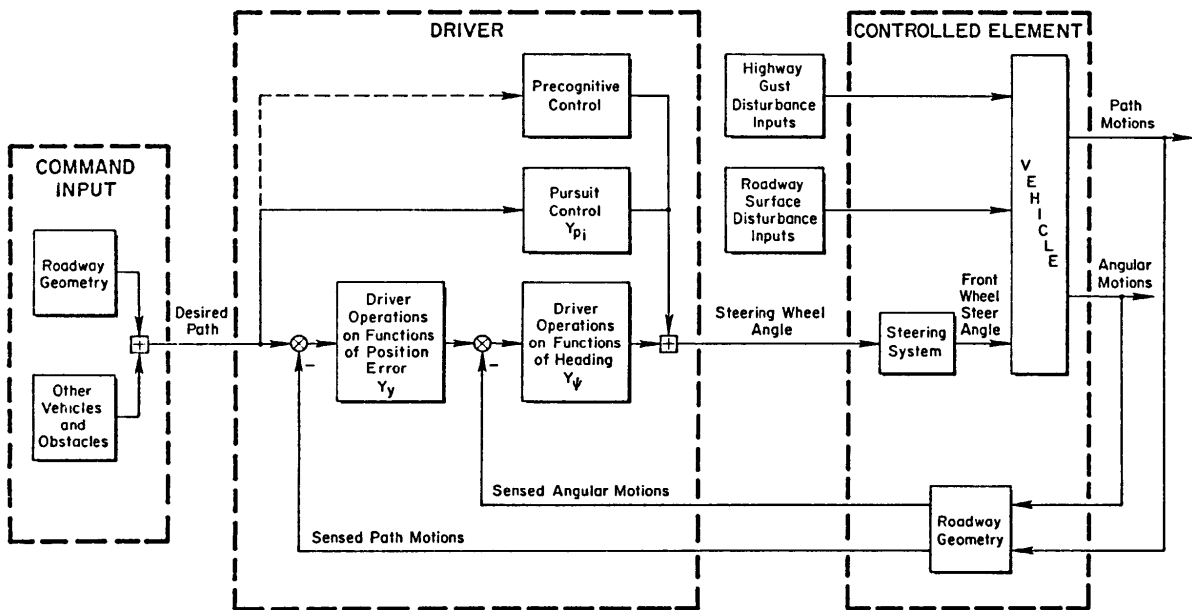 COMMAND
INPUT
Roadway
Geometry
+
Other
Vehicles
and
Obstacles
Desired
Path
DRIVER
Precognitive
Control
Pursuit
Control
Ypi
Driver
Operations
on Functions
of Position
Error
Yy
−
Driver
Operations
on Functions
of Heading
Yψ
−
+
Sensed Angular Motions
Sensed Path Motions
Highway
Gust
Disturbance
Inputs
Roadway
Surface
Disturbance
Inputs
Steering Wheel
Angle
CONTROLLED ELEMENT
Steering
System
Front
Wheel
Steer
Angle
VEHICLE
Roadway
Geometry
Path
Motions
Angular
Motions